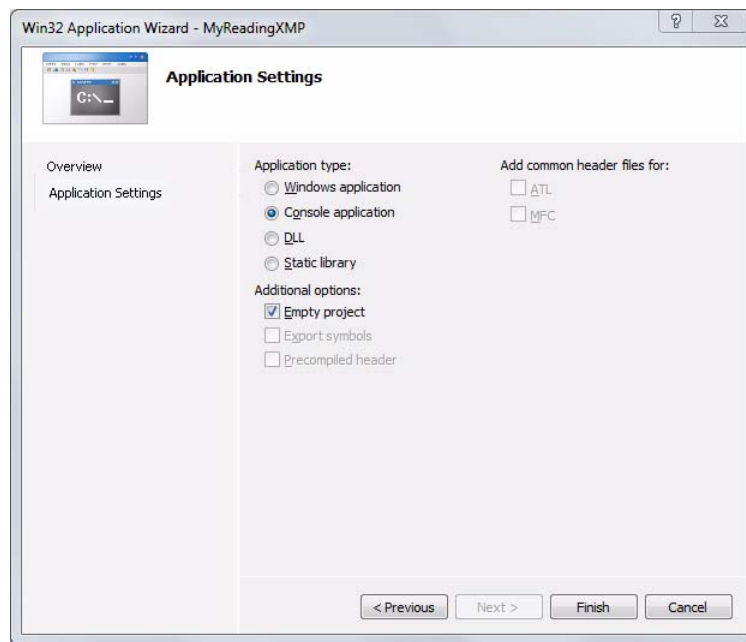 Win32 Application Wizard - MyReadingXMP
C:\_
Application Settings
Overview
Application Settings
Application type:
Windows application
Console application
DLL
Static library
Additional options:
Empty project
Export symbols
Precompiled header
Add common header files for:
ATL
MFC
< Previous
Next >
Finish
Cancel